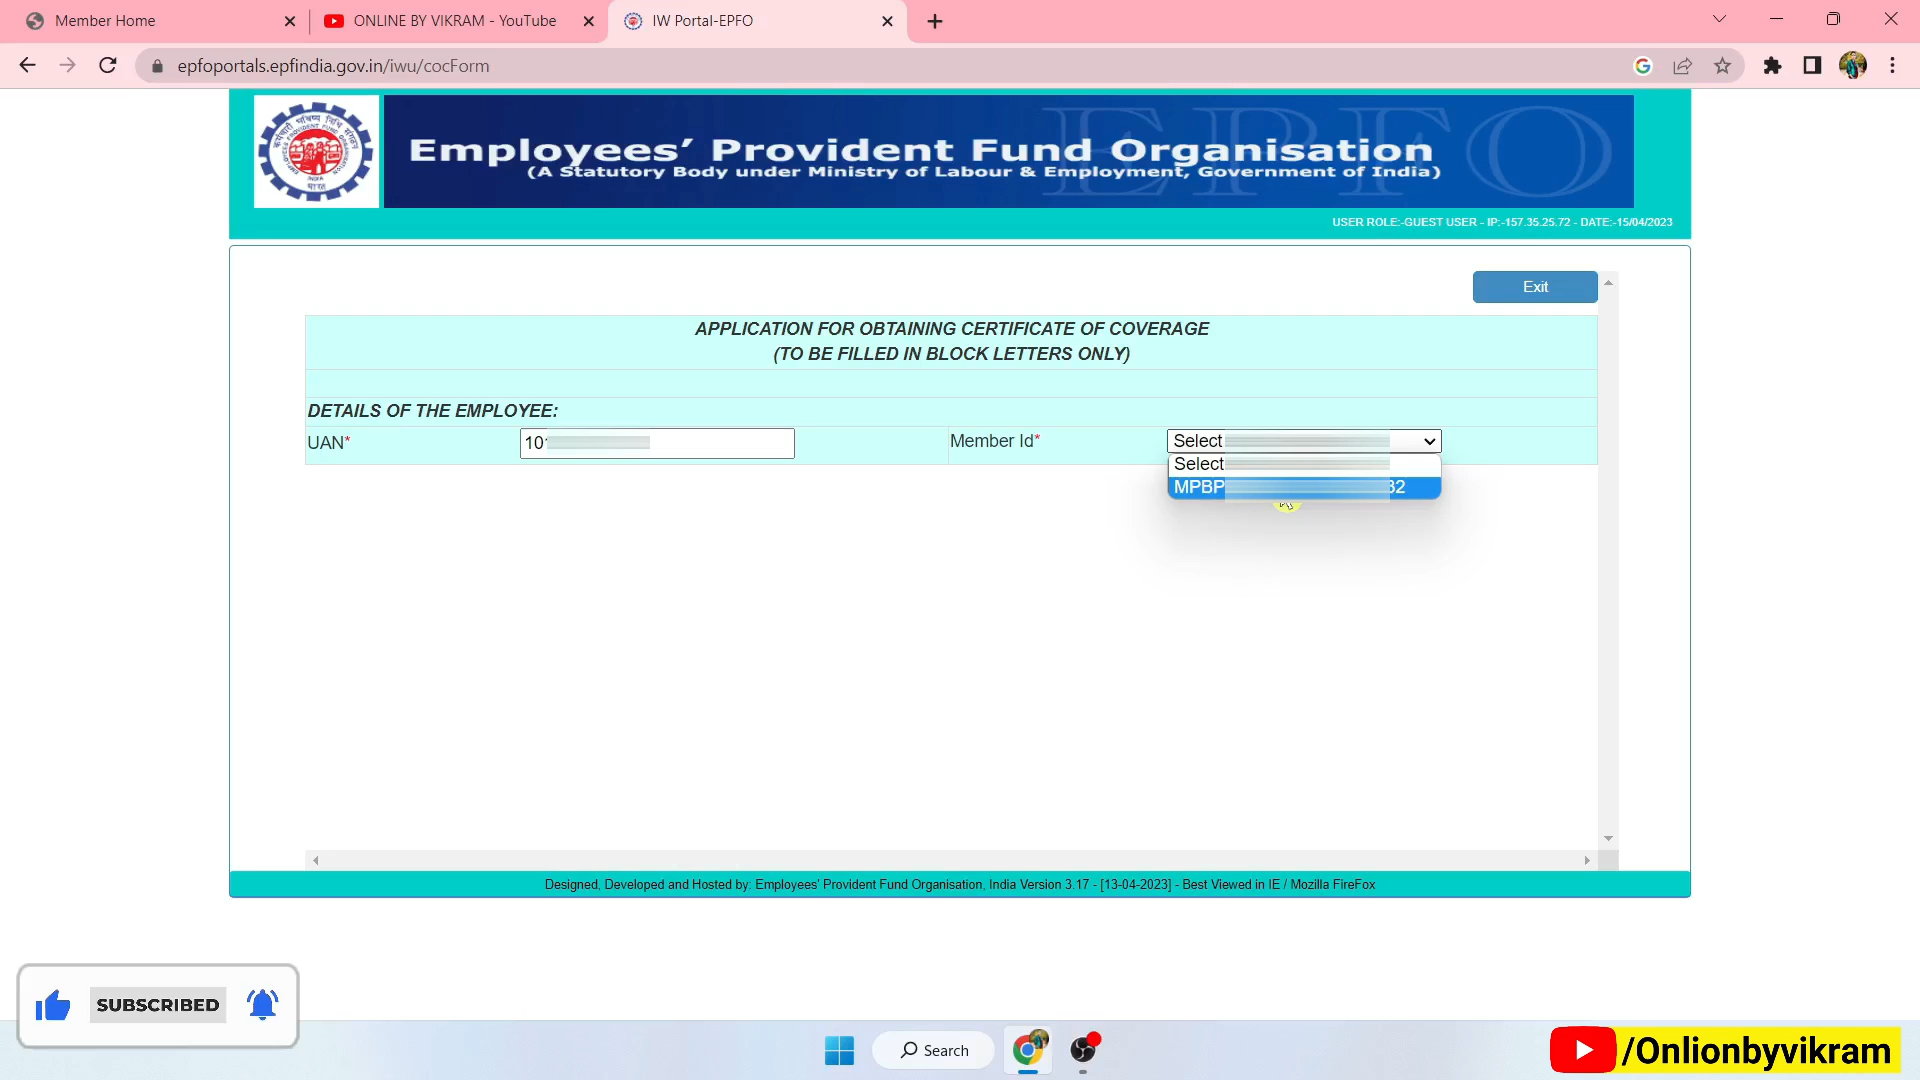 Member Home
ONLINE BY VIKRAM - YouTube
IW Portal-EPFO
epfoportals.epfindia.gov.in/iwu/cocForm
Employees' Provident Fund Organisation
(A Statutory Body under Ministry of Labour & Employment, Government of India)
EPFO
USER ROLE:-GUEST USER - IP:-157.35.25.72 - DATE:-15/04/2023
Exit
APPLICATION FOR OBTAINING CERTIFICATE OF COVERAGE
(TO BE FILLED IN BLOCK LETTERS ONLY)
DETAILS OF THE EMPLOYEE:
UAN*
Member Id*
Select
Select
MPBP
Designed, Developed and Hosted by: Employees' Provident Fund Organisation, India Version 3.17 - [13-04-2023] - Best Viewed in IE / Mozilla FireFox
SUBSCRIBED
Search
/Onlionbyvikram